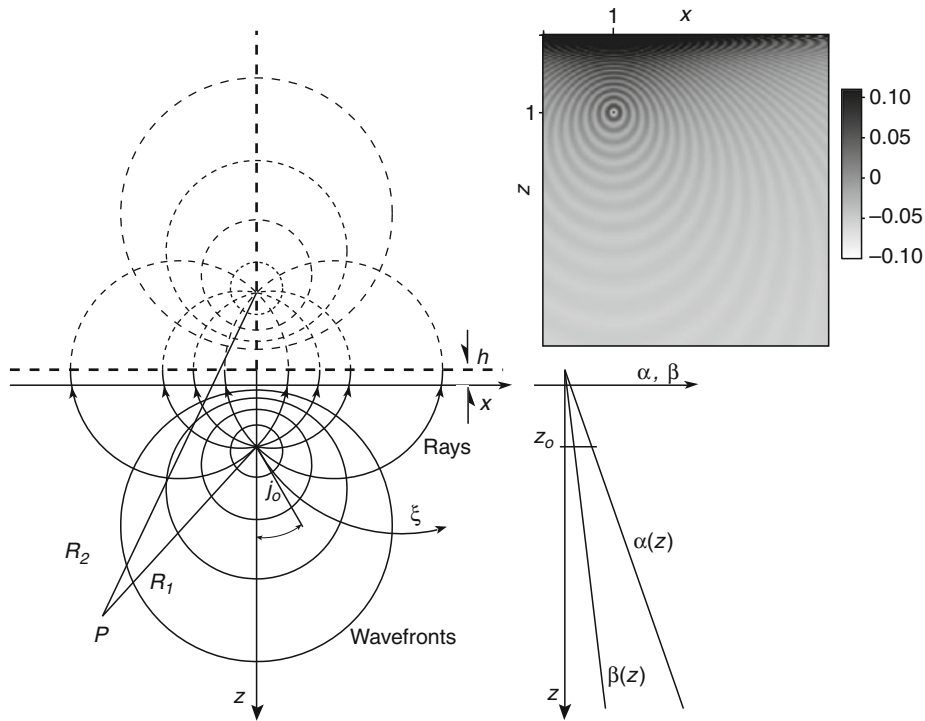 x
1
1
z
0.10
0.05
0
–0.05
–0.10
h
x
α, β
z_o
Rays
j_o
ξ
α(z)
R_2
R_1
P
Wavefronts
β(z)
z
z